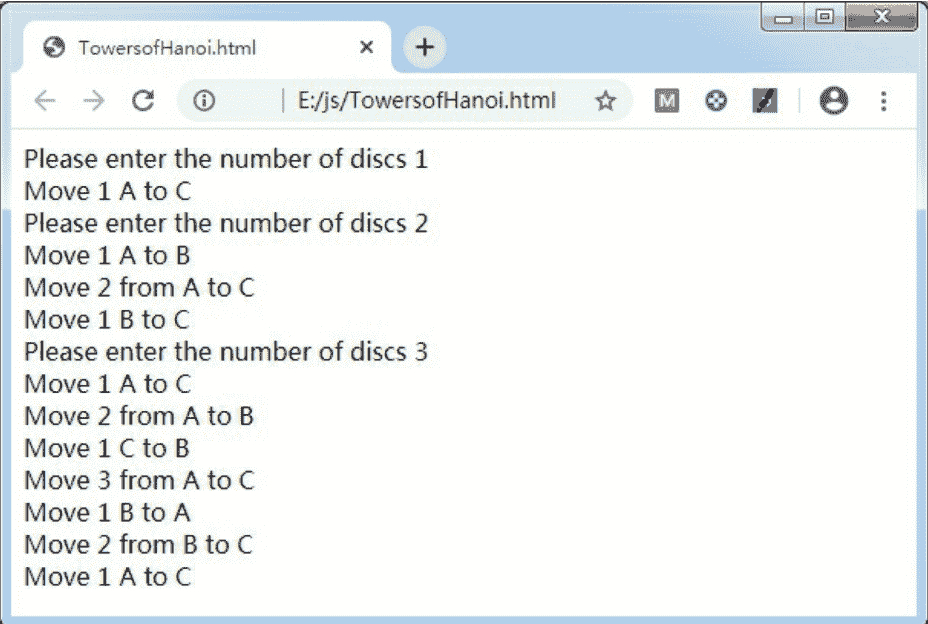 TowersofHanoi.html
E:/js/TowersofHanoi.html
M
Please enter the number of discs 1
Move 1 A to C
Please enter the number of discs 2
Move 1 A to B
Move 2 from A to C
Move 1 B to C
Please enter the number of discs 3
Move 1 A to C
Move 2 from A to B
Move 1 C to B
Move 3 from A to C
Move 1 B to A
Move 2 from B to C
Move 1 A to C